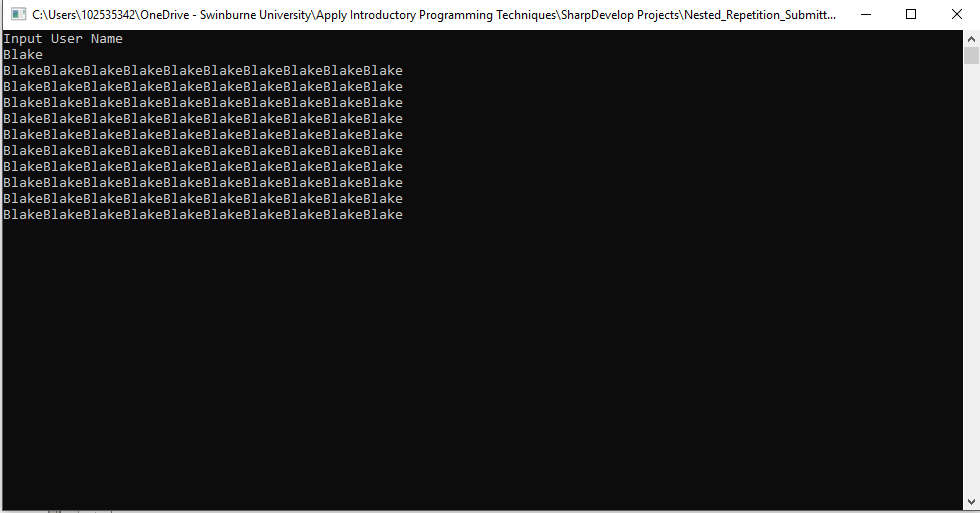 C:\Users\102535342\OneDrive - Swinburne University\Apply Introductory Programming Techniques\SharpDevelop Projects\Nested_Repetition_Submitt...
Input User Name
Blake
BlakeBlakeBlakeBlakeBlakeBlakeBlakeBlakeBlakeBlake
BlakeBlakeBlakeBlakeBlakeBlakeBlakeBlakeBlakeBlake
BlakeBlakeBlakeBlakeBlakeBlakeBlakeBlakeBlakeBlake
BlakeBlakeBlakeBlakeBlakeBlakeBlakeBlakeBlakeBlake
BlakeBlakeBlakeBlakeBlakeBlakeBlakeBlakeBlakeBlake
BlakeBlakeBlakeBlakeBlakeBlakeBlakeBlakeBlakeBlake
BlakeBlakeBlakeBlakeBlakeBlakeBlakeBlakeBlakeBlake
BlakeBlakeBlakeBlakeBlakeBlakeBlakeBlakeBlakeBlake
BlakeBlakeBlakeBlakeBlakeBlakeBlakeBlakeBlakeBlake
BlakeBlakeBlakeBlakeBlakeBlakeBlakeBlakeBlakeBlake